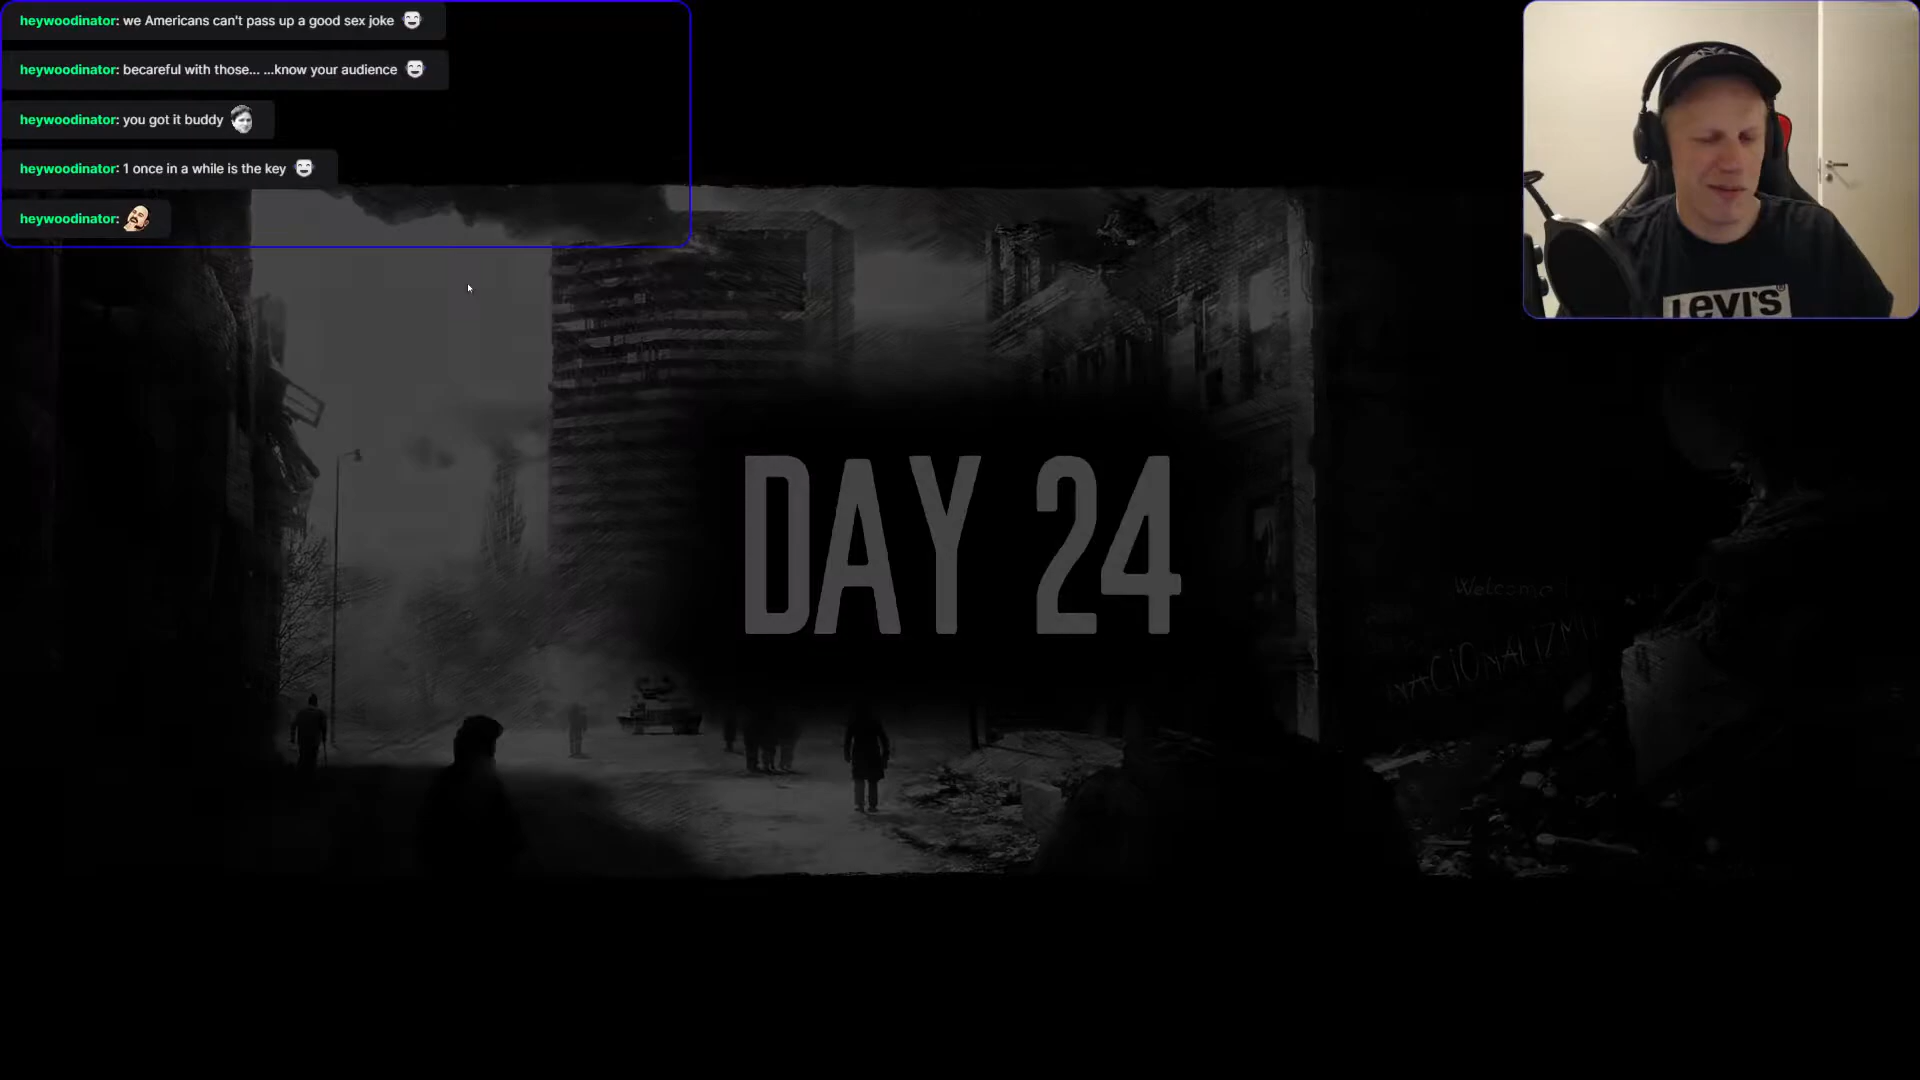 heywoodinator: we Americans can't pass up a good sex joke
heywoodinator: becareful with those... ...know your audience
heywoodinator: you got it buddy
heywoodinator: 1 once in a while is the key
heywoodinator:
LEVI'S
DAY 24
Welcome
NACIONALIZM